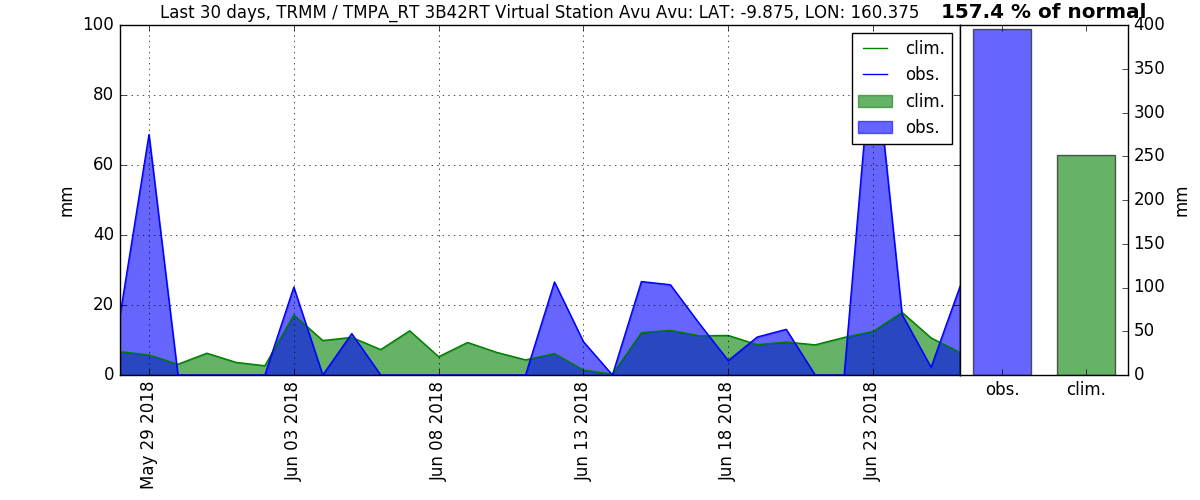 Last 30 days, TRMM / TMPA_RT 3B42RT Virtual Station Avu Avu: LAT: -9.875, LON: 160.375
157.4 % of normal
100
80
60
40
20
0
mm
clim.
obs.
clim.
obs.
400
350
300
250
200
150
100
50
0
mm
May 29 2018
Jun 03 2018
Jun 08 2018
Jun 13 2018
Jun 18 2018
Jun 23 2018
obs.
clim.